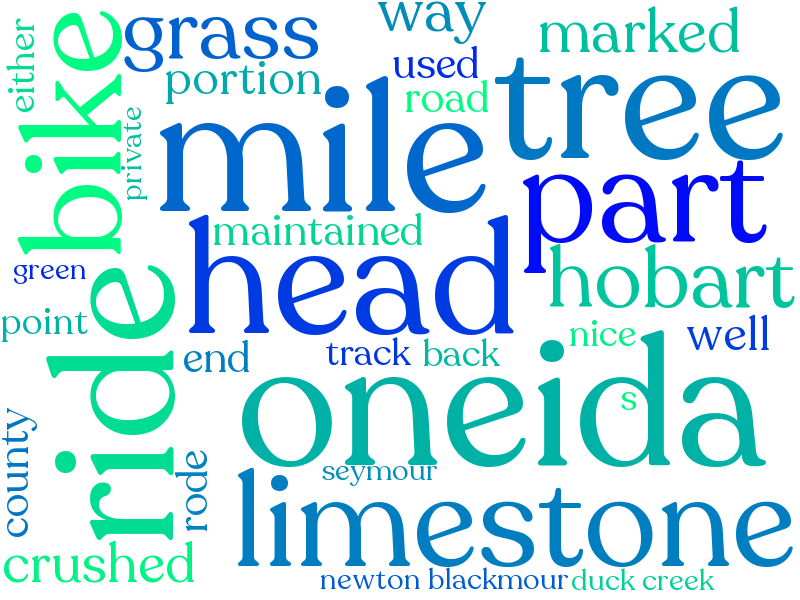 way
grass
marked
either
used
portion
tree
bike
mile
road
private
part
head
maintained
hobart
green
ride
point
nice
well
end
track
back
oneida
s
county
rode
seymour
limestone
crushed
newton blackmour
duck creek